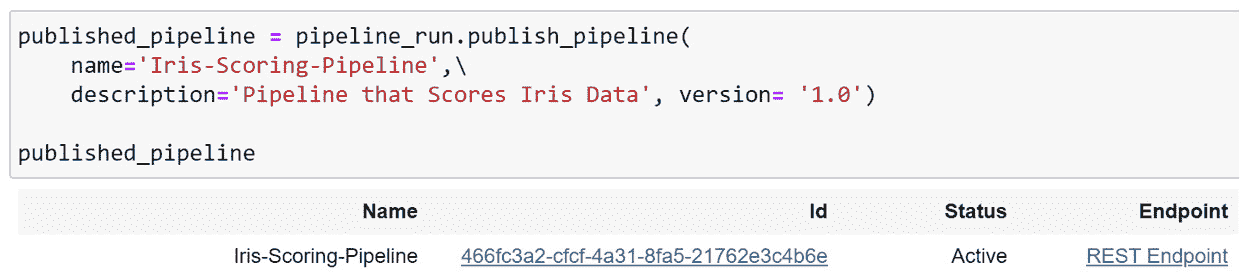 published_pipeline = pipeline_run.publish_pipeline(
    name='Iris-Scoring-Pipeline',\
    description='Pipeline that Scores Iris Data', version= '1.0')
published_pipeline
Name Id Status Endpoint
Iris-Scoring-Pipeline 466fc3a2-cfcf-4a31-8fa5-21762e3c4b6e Active REST Endpoint